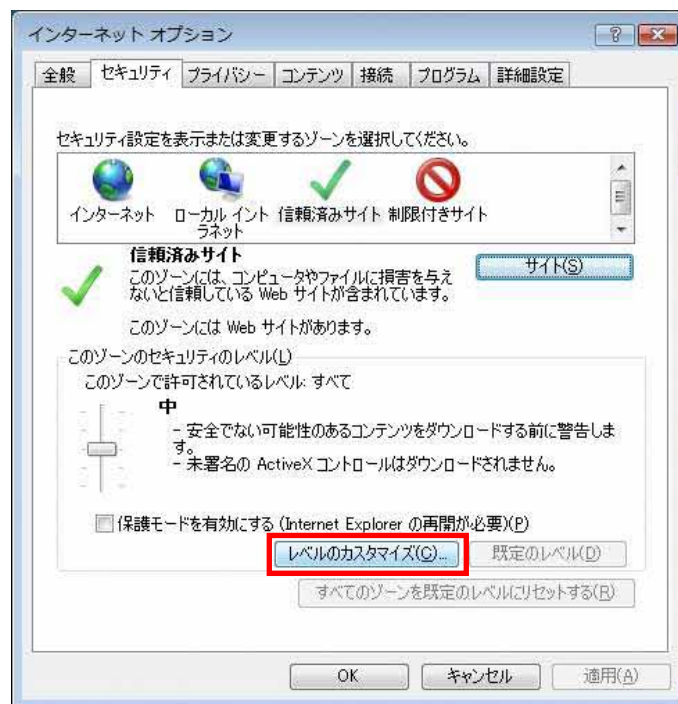 インターネット オプション
全般
セキュリティ
プライバシー
コンテンツ
接続
プログラム
詳細設定
セキュリティ設定を表示または変更するゾーンを選択してください。
インターネット
ローカル イント
ラネット
信頼済みサイト
制限付きサイト
信頼済みサイト
このゾーンには、コンピュータやファイルに損害を与え
ないと信頼している Web サイトが含まれています。
サイト(S)
このゾーンには Web サイトがあります。
このゾーンのセキュリティのレベル(L)
このゾーンで許可されているレベル: すべて
中
- 安全でない可能性のあるコンテンツをダウンロードする前に警告しま
す。
- 未署名の ActiveX コントロールはダウンロードされません。
保護モードを有効にする (Internet Explorer の再開が必要)(P)
レベルのカスタマイズ(C)...
既定のレベル(D)
すべてのゾーンを既定のレベルにリセットする(R)
OK
キャンセル
適用(A)